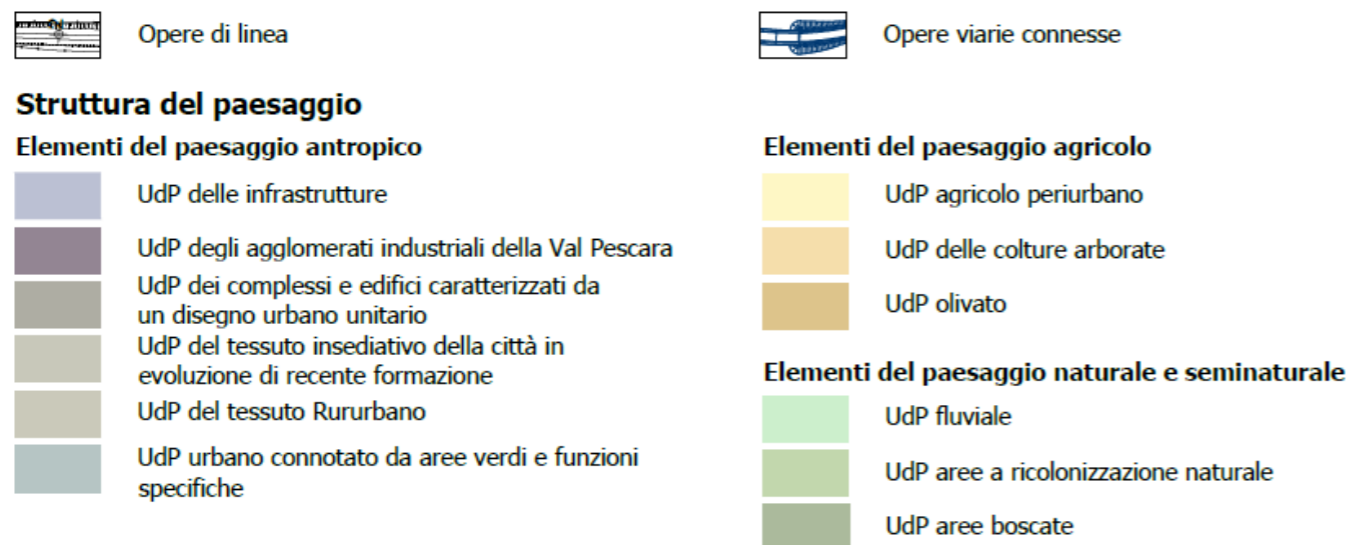 Opere di linea
Opere viarie connesse
Struttura del paesaggio
Elementi del paesaggio antropico
UdP delle infrastrutture
UdP degli agglomerati industriali della Val Pescara
UdP dei complessi e edifici caratterizzati da
un disegno urbano unitario
UdP del tessuto insediativo della città in
evoluzione di recente formazione
UdP del tessuto Rururbano
UdP urbano connotato da aree verdi e funzioni
specifiche
Elementi del paesaggio agricolo
UdP agricolo periurbano
UdP delle colture arborate
UdP olivato
Elementi del paesaggio naturale e seminaturale
UdP fluviale
UdP aree a ricolonizzazione naturale
UdP aree boscate